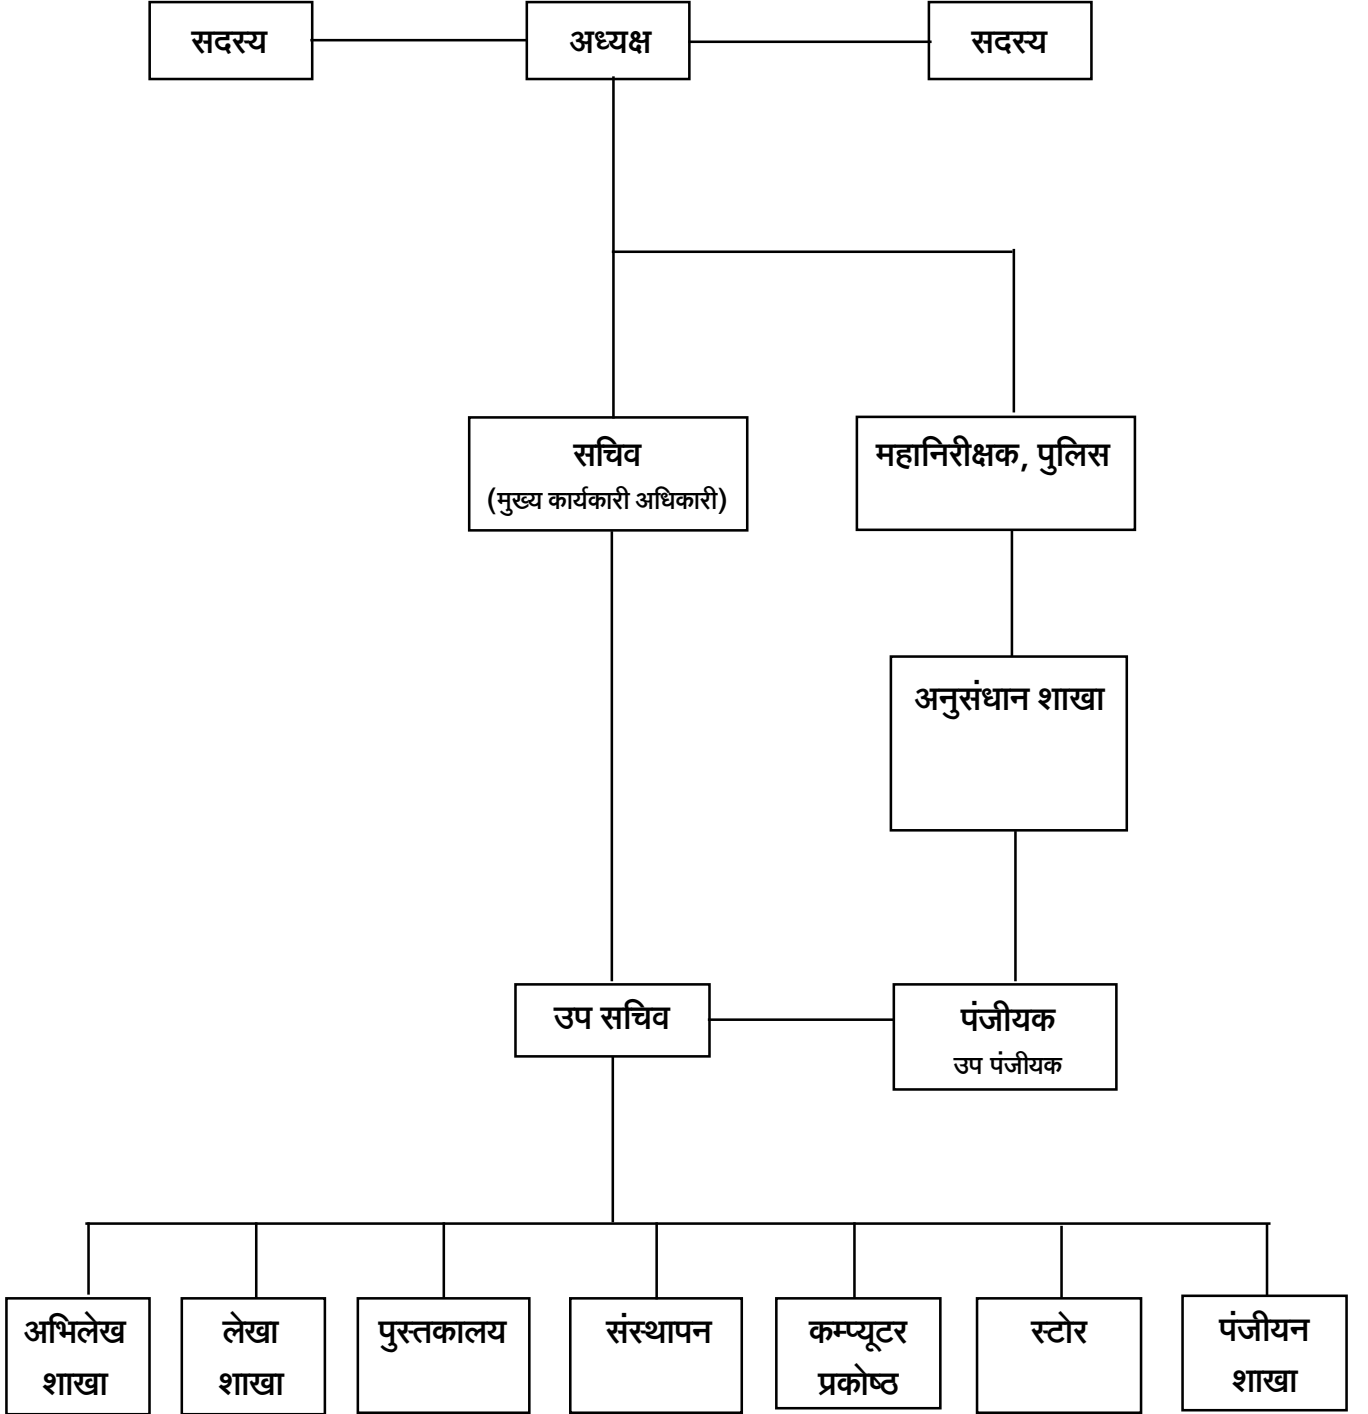 सदस्य
अध्यक्ष
सदस्य
सचिव
(मुख्य कार्यकारी अधिकारी)
महानिरीक्षक, पुलिस
अनुसंधान शाखा
उप सचिव
पंजीयक
उप पंजीयक
अभिलेख
शाखा
लेखा
शाखा
पुस्तकालय
संस्थापन
कम्प्यूटर
प्रकोष्ठ
स्टोर
पंजीयन
शाखा